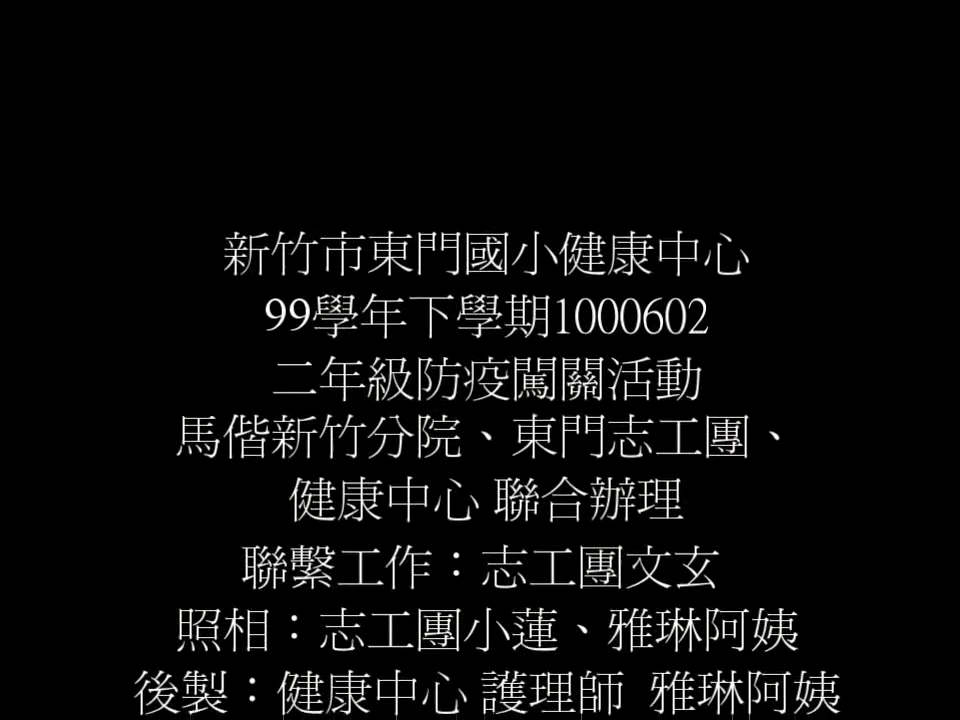 新竹市東門國小健康中心
99學年下學期1000602
二年級防疫闖關活動
馬偕新竹分院、東門志工團、
健康中心 聯合辦理
聯繫工作：志工團文玄
照相：志工團小蓮、雅琳阿姨
後製：健康中心 護理師 雅琳阿姨